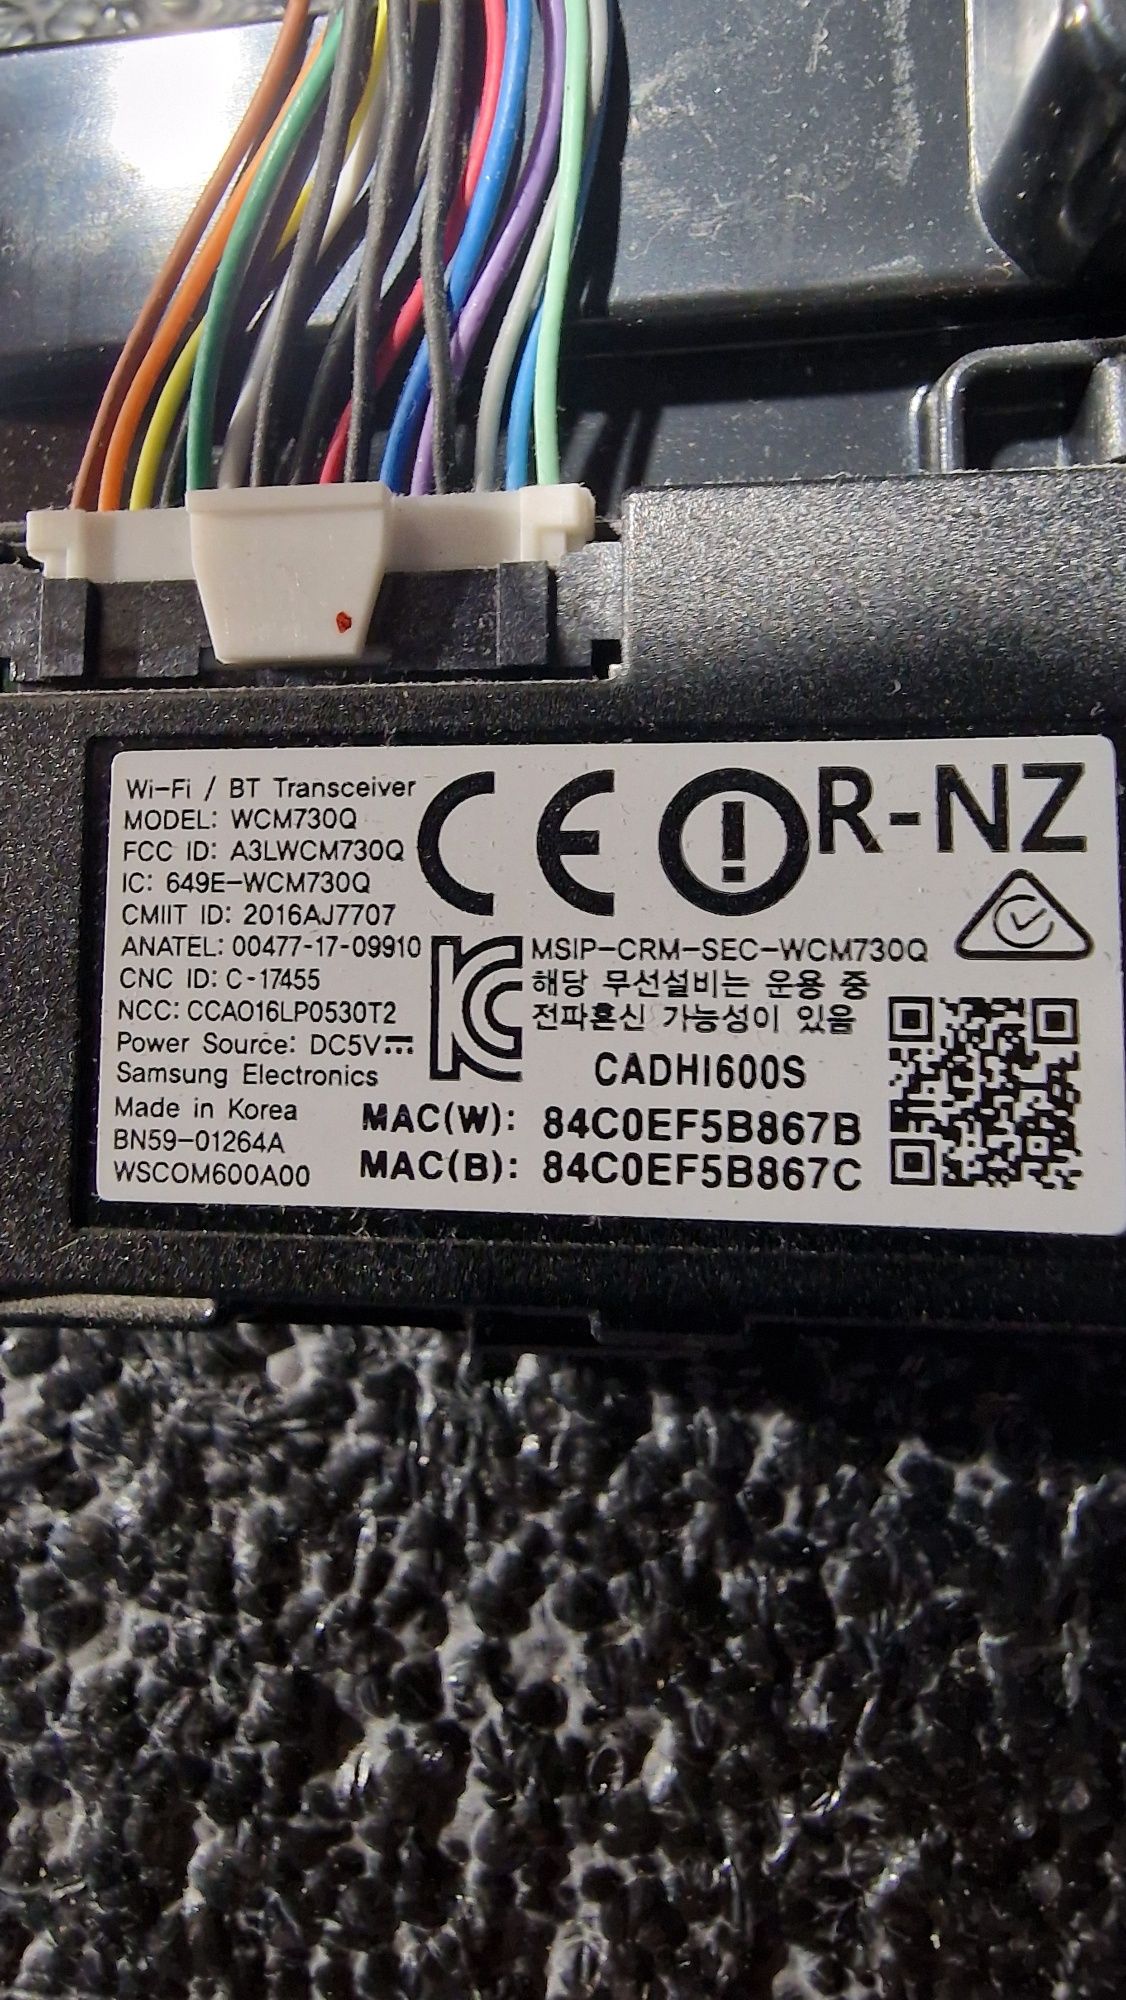 Wi-Fi / BT Transceiver
MODEL: WCM730Q
FCC ID: A3LWCM730Q
IC: 649E-WCM730Q
CMIIT ID: 2016AJ7707
ANATEL: 00477-17-09910
CNC ID: C-17455
NCC: CCAO16LP0530T2
Power Source: DC5V
Samsung Electronics
Made in Korea
BN59-01264A
WSCOM600A00
CE R-NZ
MSIP-CRM-SEC-WCM730Q
해당 무선설비는 운용 중
전파혼신 가능성이 있음
CADHI600S
MAC(W): 84C0EF5B867B
MAC(B): 84C0EF5B867C